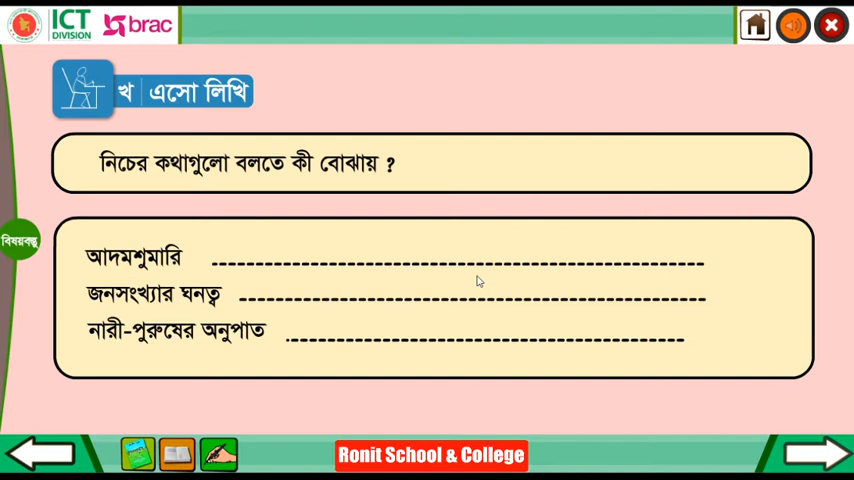 ICT
DIVISION
brac
খ এসো লিখি
নিচের কথাগুলো বলতে কী বোঝায় ?
বিষয়বস্তু
আদমশুমারি
জনসংখ্যার ঘনত্ব
নারী-পুরুষের অনুপাত
Ronit School & College